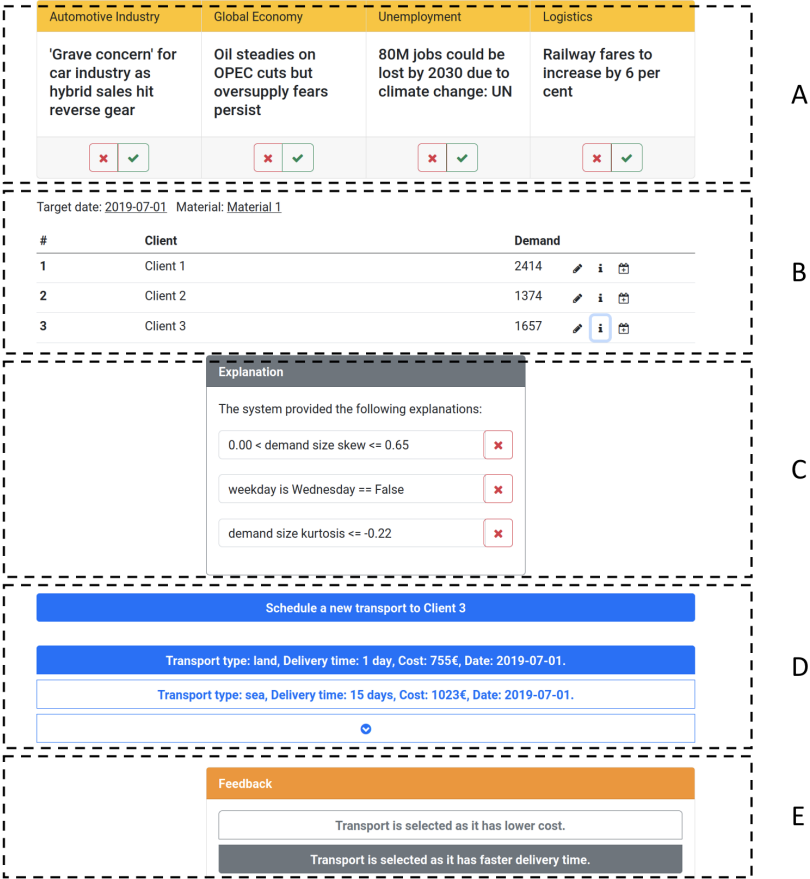 Automotive Industry Global Economy Unemployment Logistics
'Grave concern' for
car industry as
hybrid sales hit
reverse gear
Oil steadies on
OPEC cuts but
oversupply fears
persist
80M jobs could be
lost by 2030 due to
climate change: UN
Railway fares to
increase by 6 per
cent
A
Target date: 2019-07-01 Material: Material 1
# Client Demand
1 Client 1 2414
2 Client 2 1374
3 Client 3 1657
B
Explanation
The system provided the following explanations:
0.00 < demand size skew <= 0.65
weekday is Wednesday == False
demand size kurtosis <= -0.22
C
Schedule a new transport to Client 3
Transport type: land, Delivery time: 1 day, Cost: 755€, Date: 2019-07-01.
Transport type: sea, Delivery time: 15 days, Cost: 1023€, Date: 2019-07-01.
D
Feedback
Transport is selected as it has lower cost.
Transport is selected as it has faster delivery time.
E